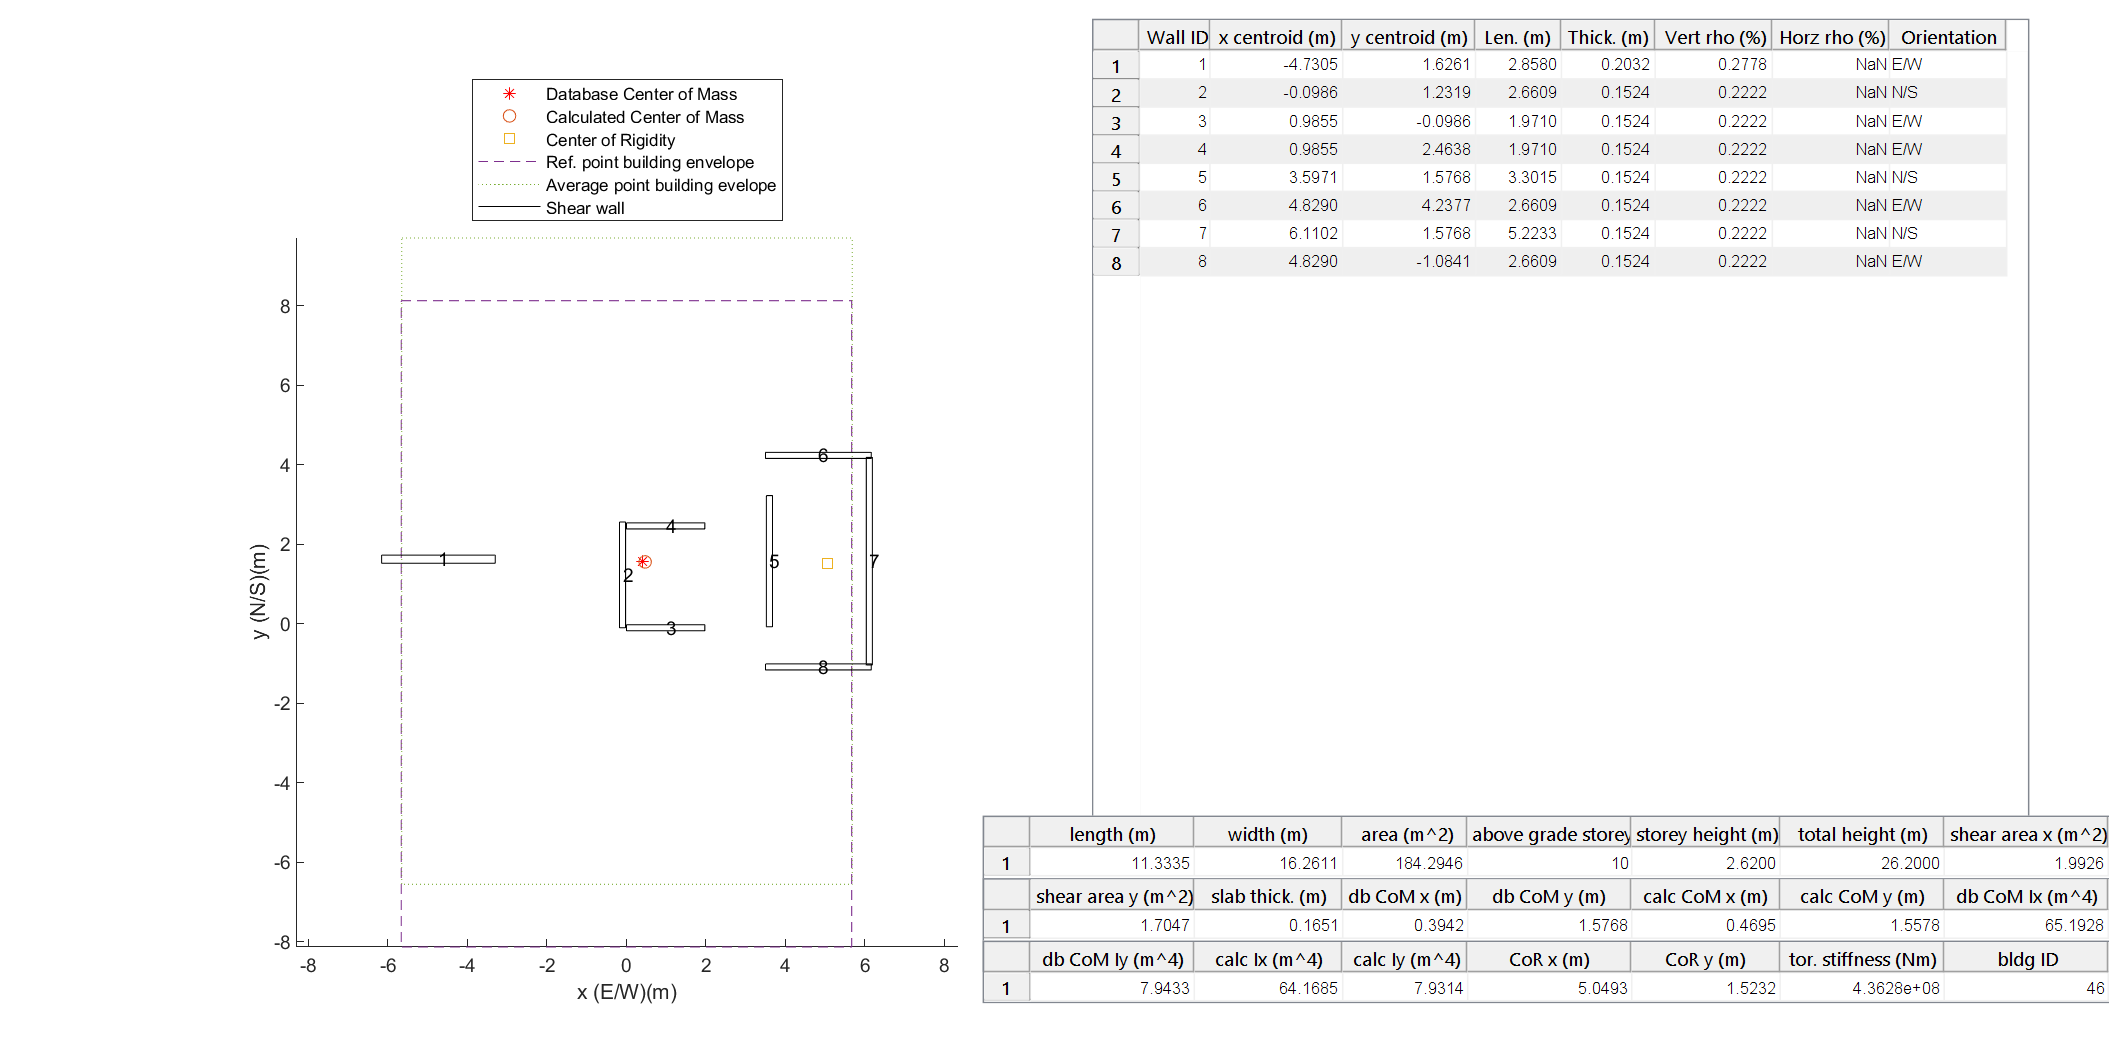 Database Center of Mass
Calculated Center of Mass
Center of Rigidity
Ref. point building envelope
Average point building evelope
Shear wall
8
6
4
2
0
-2
-4
-6
-8
y (N/S)(m)
-8 -6 -4 -2 0 2 4 6 8
x (E/W)(m)
6
4
1 5 7
2
3
8
Wall ID x centroid (m) y centroid (m) Len. (m) Thick. (m) Vert rho (%) Horz rho (%) Orientation
1 1 -4.7305 1.6261 2.8580 0.2032 0.2778 NaN E/W
2 2 -0.0986 1.2319 2.6609 0.1524 0.2222 NaN N/S
3 3 0.9855 -0.0986 1.9710 0.1524 0.2222 NaN E/W
4 4 0.9855 2.4638 1.9710 0.1524 0.2222 NaN E/W
5 5 3.5971 1.5768 3.3015 0.1524 0.2222 NaN N/S
6 6 4.8290 4.2377 2.6609 0.1524 0.2222 NaN E/W
7 7 6.1102 1.5768 5.2233 0.1524 0.2222 NaN N/S
8 8 4.8290 -1.0841 2.6609 0.1524 0.2222 NaN E/W
length (m) width (m) area (m^2) above grade storey storey height (m) total height (m) shear area x (m^2)
1 11.3335 16.2611 184.2946 10 2.6200 26.2000 1.9926
shear area y (m^2) slab thick. (m) db CoM x (m) db CoM y (m) calc CoM x (m) calc CoM y (m) db CoM Ix (m^4)
1 1.7047 0.1651 0.3942 1.5768 0.4695 1.5578 65.1928
db CoM Iy (m^4) calc Ix (m^4) calc Iy (m^4) CoR x (m) CoR y (m) tor. stiffness (Nm) bldg ID
1 7.9433 64.1685 7.9314 5.0493 1.5232 4.3628e+08 46